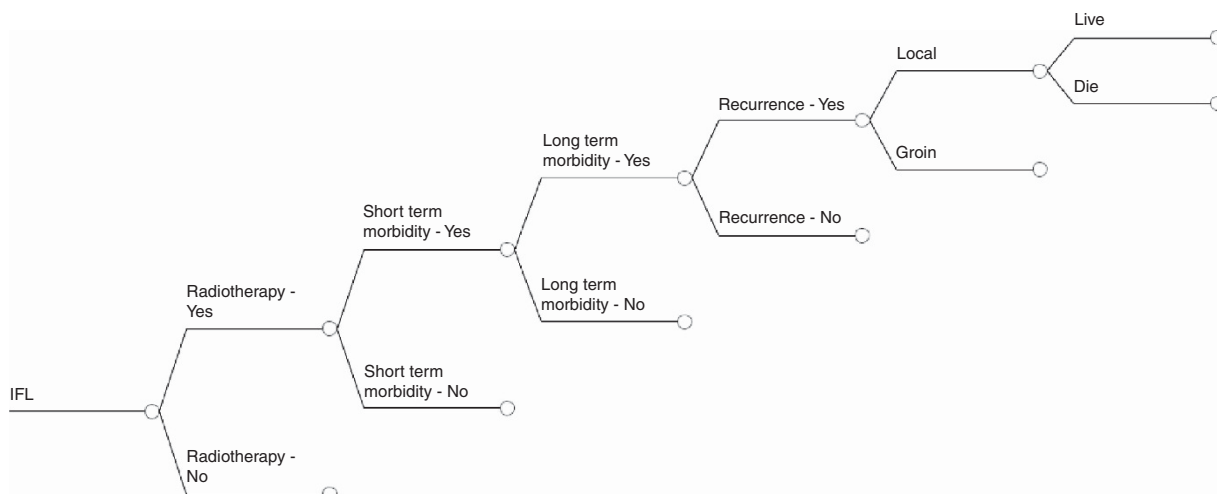 Live
Local
Die
Recurrence - Yes
Long term
morbidity - Yes
Groin
Short term
morbidity - Yes
Recurrence - No
Radiotherapy -
Yes
Long term
morbidity - No
IFL
Short term
morbidity - No
Radiotherapy -
No